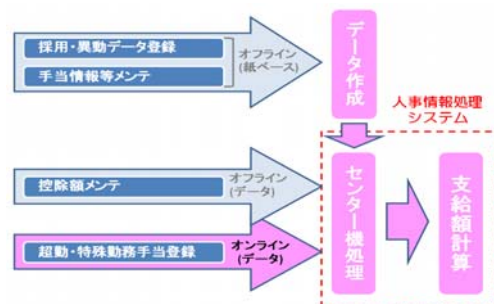 採用・異動データ登録
手当情報等メンテ
オフライン
(紙ベース)
データ作成
人事情報処理
システム
控除額メンテ
オフライン
(データ)
超勤・特殊勤務手当登録
オンライン
(データ)
センター機処理
支給額計算